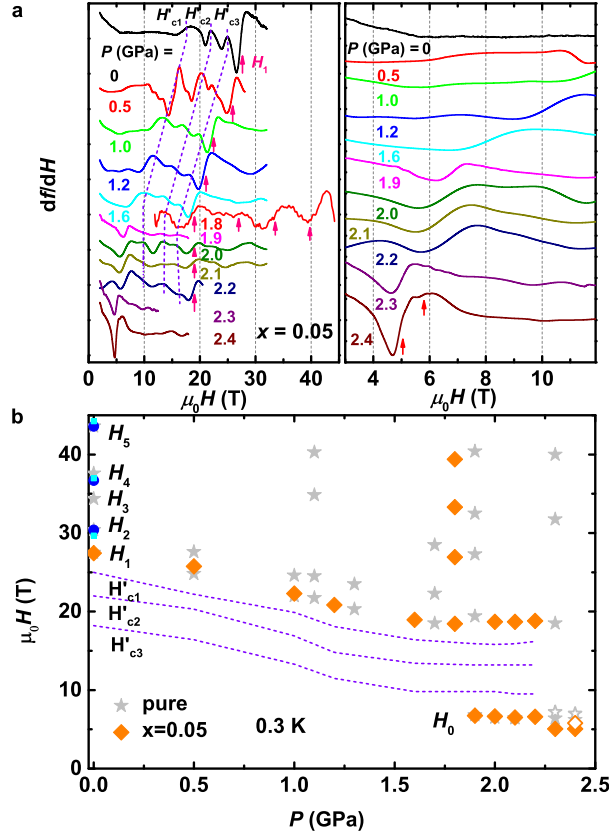 a
H'c1 H'c2 H'c3
P (GPa) =
H1
0
0.5
1.0
1.2
1.6
1.8
1.9
2.0
2.1
2.2
2.3
2.4
x = 0.05
df/dH
0 10 20 30 40
μ0H (T)
P (GPa) = 0
0.5
1.0
1.2
1.6
1.9
2.0
2.1
2.2
2.3
2.4
4 6 8 10
μ0H (T)
b
40
30
20
10
0
μ0H (T)
H5
H4
H3
H2
H1
H'c1
H'c2
H'c3
pure
x=0.05
0.3 K
H0
0.0 0.5 1.0 1.5 2.0 2.5
P (GPa)